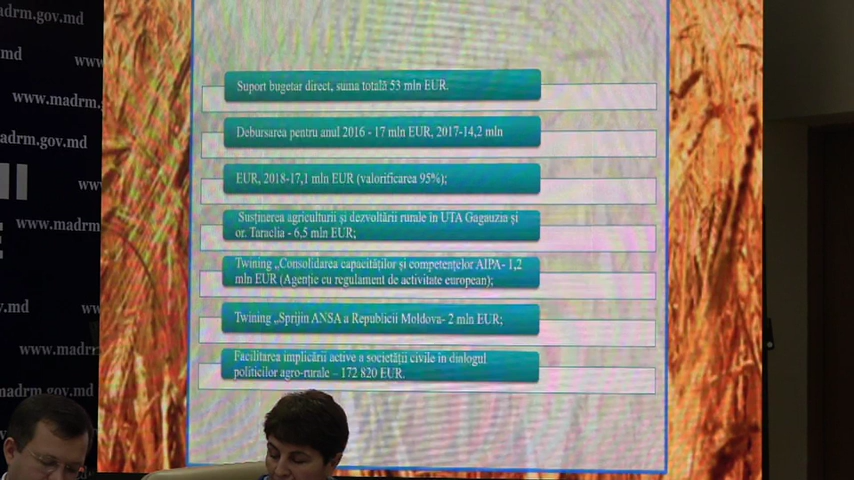 madrm.gov.md
md
www.
www.madrm.
drm.gov.md
ww
www.madrm
v.md
www.madrm
madrm.gov.md
Suport bugetar direct, suma totală 53 mln EUR.
Debursarea pentru anul 2016 - 17 mln EUR, 2017-14,2 mln
EUR, 2018-17,1 mln EUR (valorificarea 95%);
Susținerea agriculturii și dezvoltării rurale în UTA Gagauzia și
or. Taraclia - 6,5 mln EUR;
Twining „Consolidarea capacităților și competențelor AIPA- 1,2
mln EUR (Agenție cu regulament de activitate european);
Twining „Sprijin ANSA a Republicii Moldova- 2 mln EUR;
Facilitarea implicării active a societății civile în dialogul
politicilor agro-rurale – 172 820 EUR.